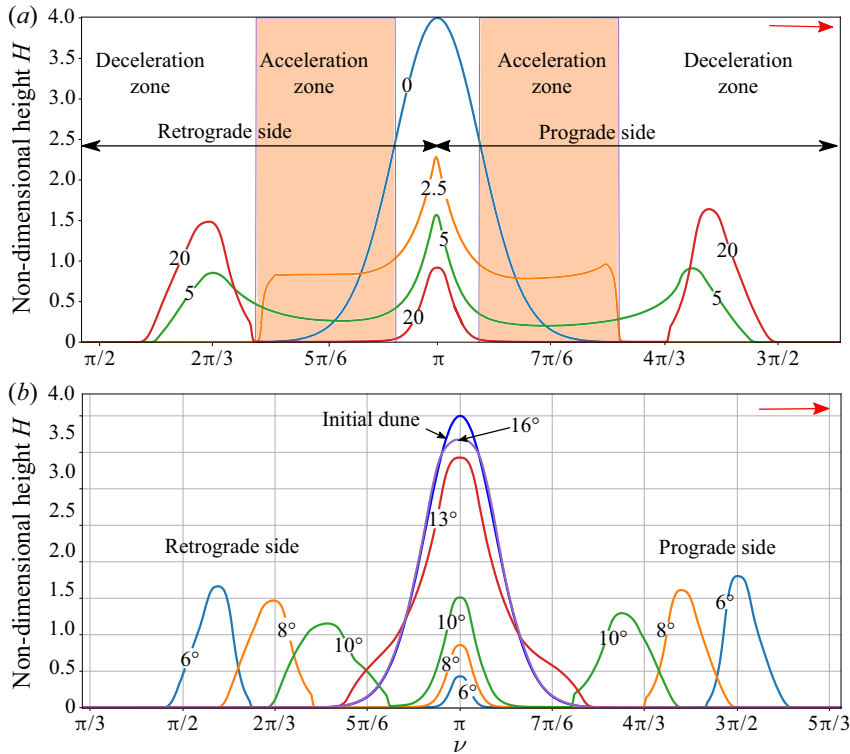 (a)
Non-dimensional height H
4.0
3.5
3.0
2.5
2.0
1.5
1.0
0.5
0
Deceleration zone
Acceleration zone
0
Acceleration zone
Deceleration zone
Retrograde side
Prograde side
2.5
5
20
20
5
20
5
π/2
2π/3
5π/6
π
7π/6
4π/3
3π/2
(b)
Non-dimensional height H
4.0
3.5
3.0
2.5
2.0
1.5
1.0
0.5
0
Initial dune
16°
13°
Retrograde side
Prograde side
6°
8°
10°
10°
8°
6°
10°
8°
6°
π/3
π/2
2π/3
5π/6
π
7π/6
4π/3
3π/2
5π/3
ν